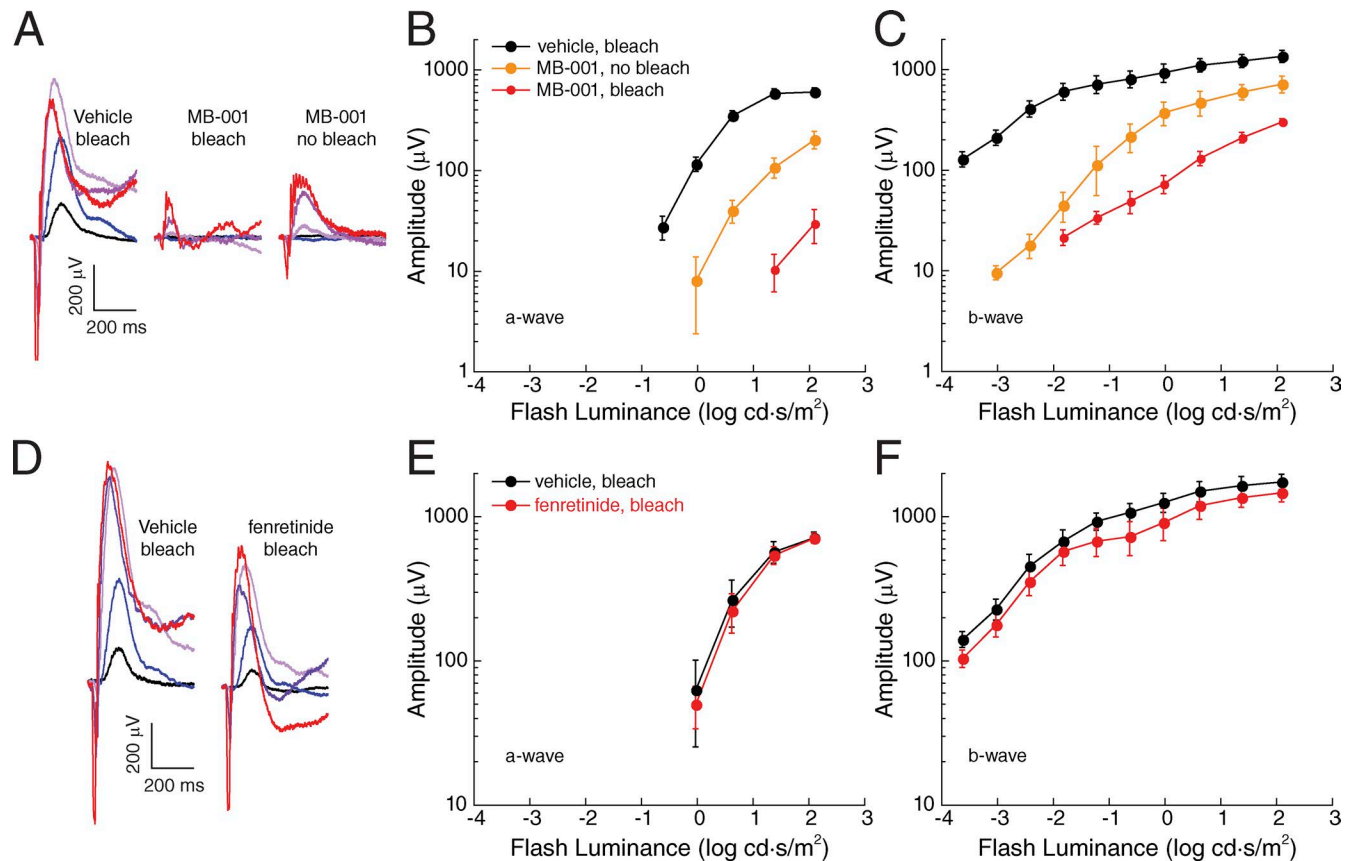 A
Vehicle
bleach
MB-001
bleach
MB-001
no bleach
200 μV
200 ms
B
vehicle, bleach
MB-001, no bleach
MB-001, bleach
1000
100
10
1
Amplitude (μV)
a-wave
-4 -3 -2 -1 0 1 2 3
Flash Luminance (log cd·s/m²)
C
1000
100
10
1
Amplitude (μV)
b-wave
-4 -3 -2 -1 0 1 2 3
Flash Luminance (log cd·s/m²)
D
Vehicle
bleach
fenretinide
bleach
200 μV
200 ms
E
vehicle, bleach
fenretinide, bleach
1000
100
10
Amplitude (μV)
a-wave
-4 -3 -2 -1 0 1 2 3
Flash Luminance (log cd·s/m²)
F
1000
100
10
Amplitude (μV)
b-wave
-4 -3 -2 -1 0 1 2 3
Flash Luminance (log cd·s/m²)